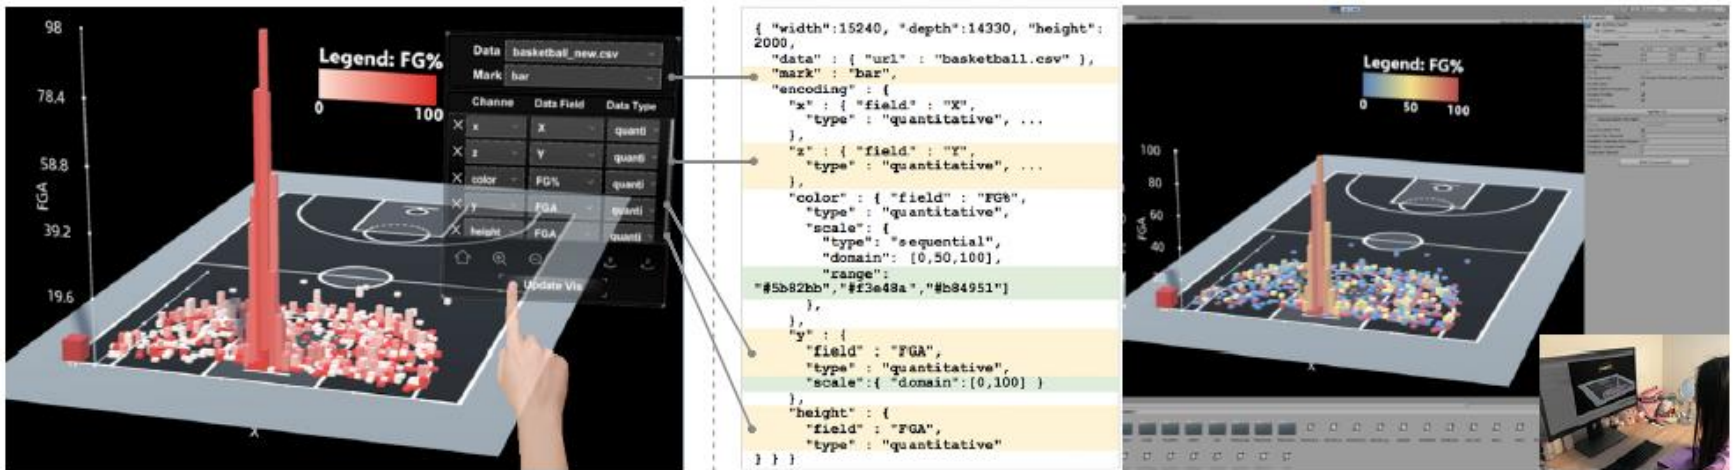 98
78.4
58.8
39.2
19.6
FGA
X
Legend: FG%
0 100
Data basketball_new.csv
Mark bar
Channe Data Field Data Type
x X quanti
z Y quanti
color FG% quanti
y FGA quanti
height FGA quanti
Update Vis
{ "width":15240, "depth":14330, "height":
2000,
"data" : { "url" : "basketball.csv" },
"mark" : "bar",
"encoding" : {
"x" : { "field" : "X",
"type" : "quantitative", ...
},
"z" : { "field" : "Y",
"type" : "quantitative", ...
},
"color" : { "field" : "FG%",
"type" : "quantitative",
"scale" : {
"type": "sequential",
"domain": [0,50,100],
"range":
"#5b82bb","#f3e48a","#b84951"]
},
},
"y" : {
"field" : "FGA",
"type" : "quantitative",
"scale":{ "domain":[0,100] }
},
"height" : {
"field" : "FGA",
"type" : "quantitative"
} } }
Legend: FG%
0 50 100
100
80
60
40
FGA
X